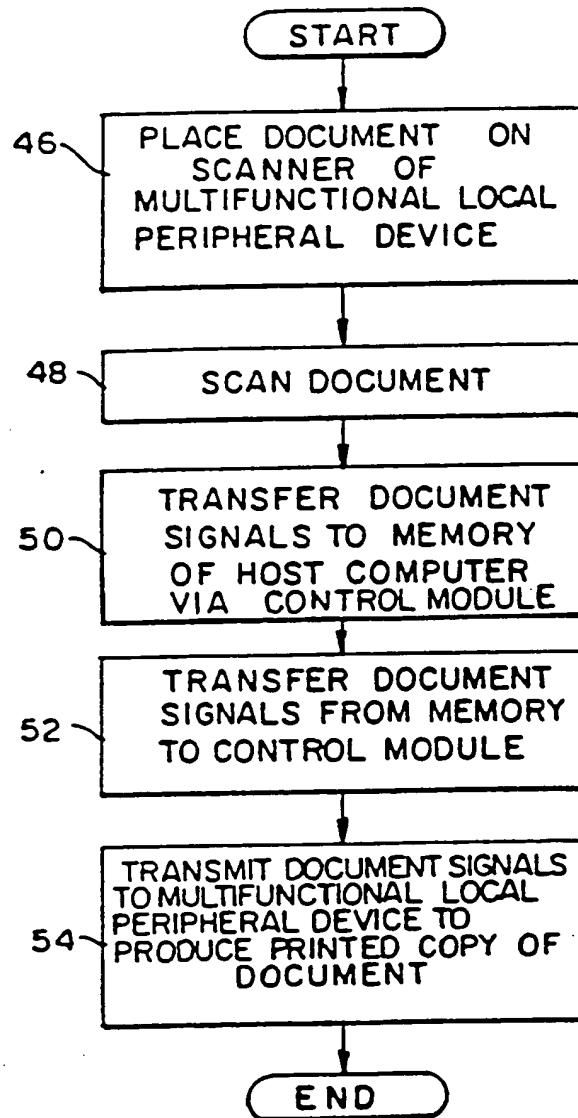 START
46
PLACE DOCUMENT ON
SCANNER OF
MULTIFUNCTIONAL LOCAL
PERIPHERAL DEVICE
48
SCAN DOCUMENT
50
TRANSFER DOCUMENT
SIGNALS TO MEMORY
OF HOST COMPUTER
VIA CONTROL MODULE
52
TRANSFER DOCUMENT
SIGNALS FROM MEMORY
TO CONTROL MODULE
54
TRANSMIT DOCUMENT SIGNALS
TO MULTIFUNCTIONAL LOCAL
PERIPHERAL DEVICE TO
PRODUCE PRINTED COPY OF
DOCUMENT
END